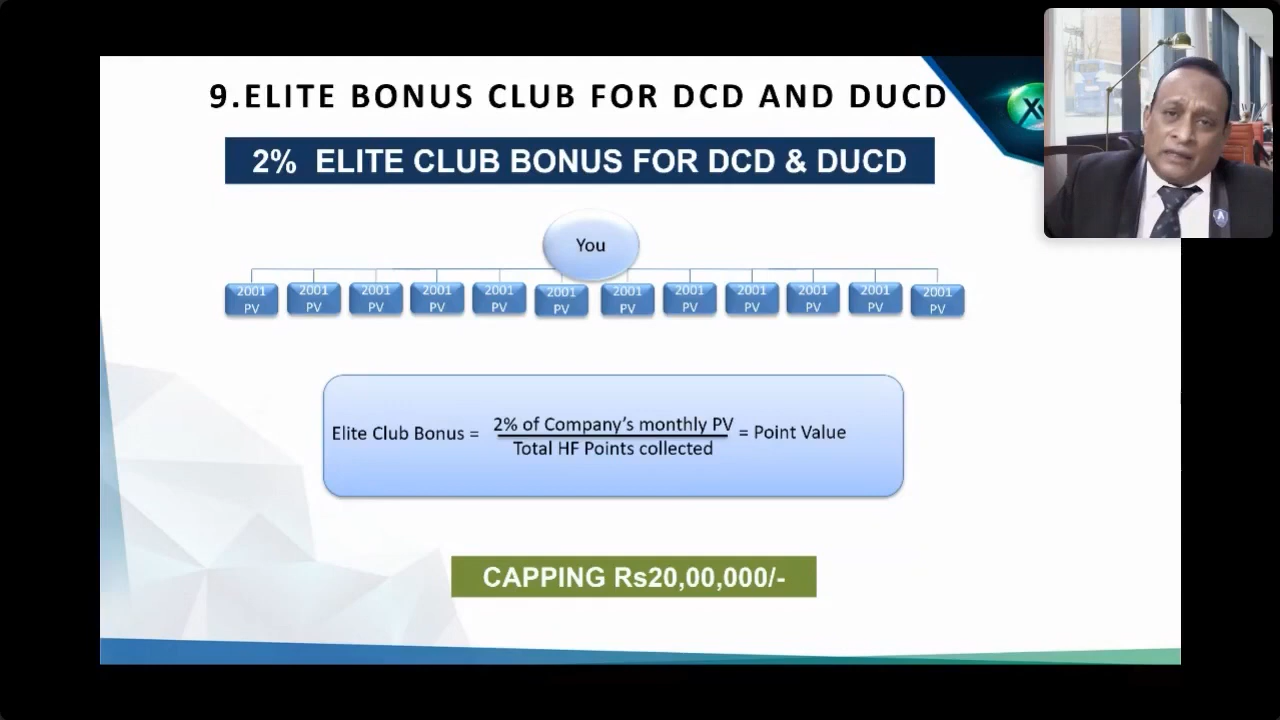 9.ELITE BONUS CLUB FOR DCD AND DUCD
2% ELITE CLUB BONUS FOR DCD & DUCD
You
2001 2001 2001 2001 2001 2001 2001 2001 2001 2001 2001 2001
PV PV PV PV PV PV PV PV PV PV PV PV
2% of Company's monthly PV
Elite Club Bonus = = Point Value
Total HF Points collected
CAPPING Rs20,00,000/-